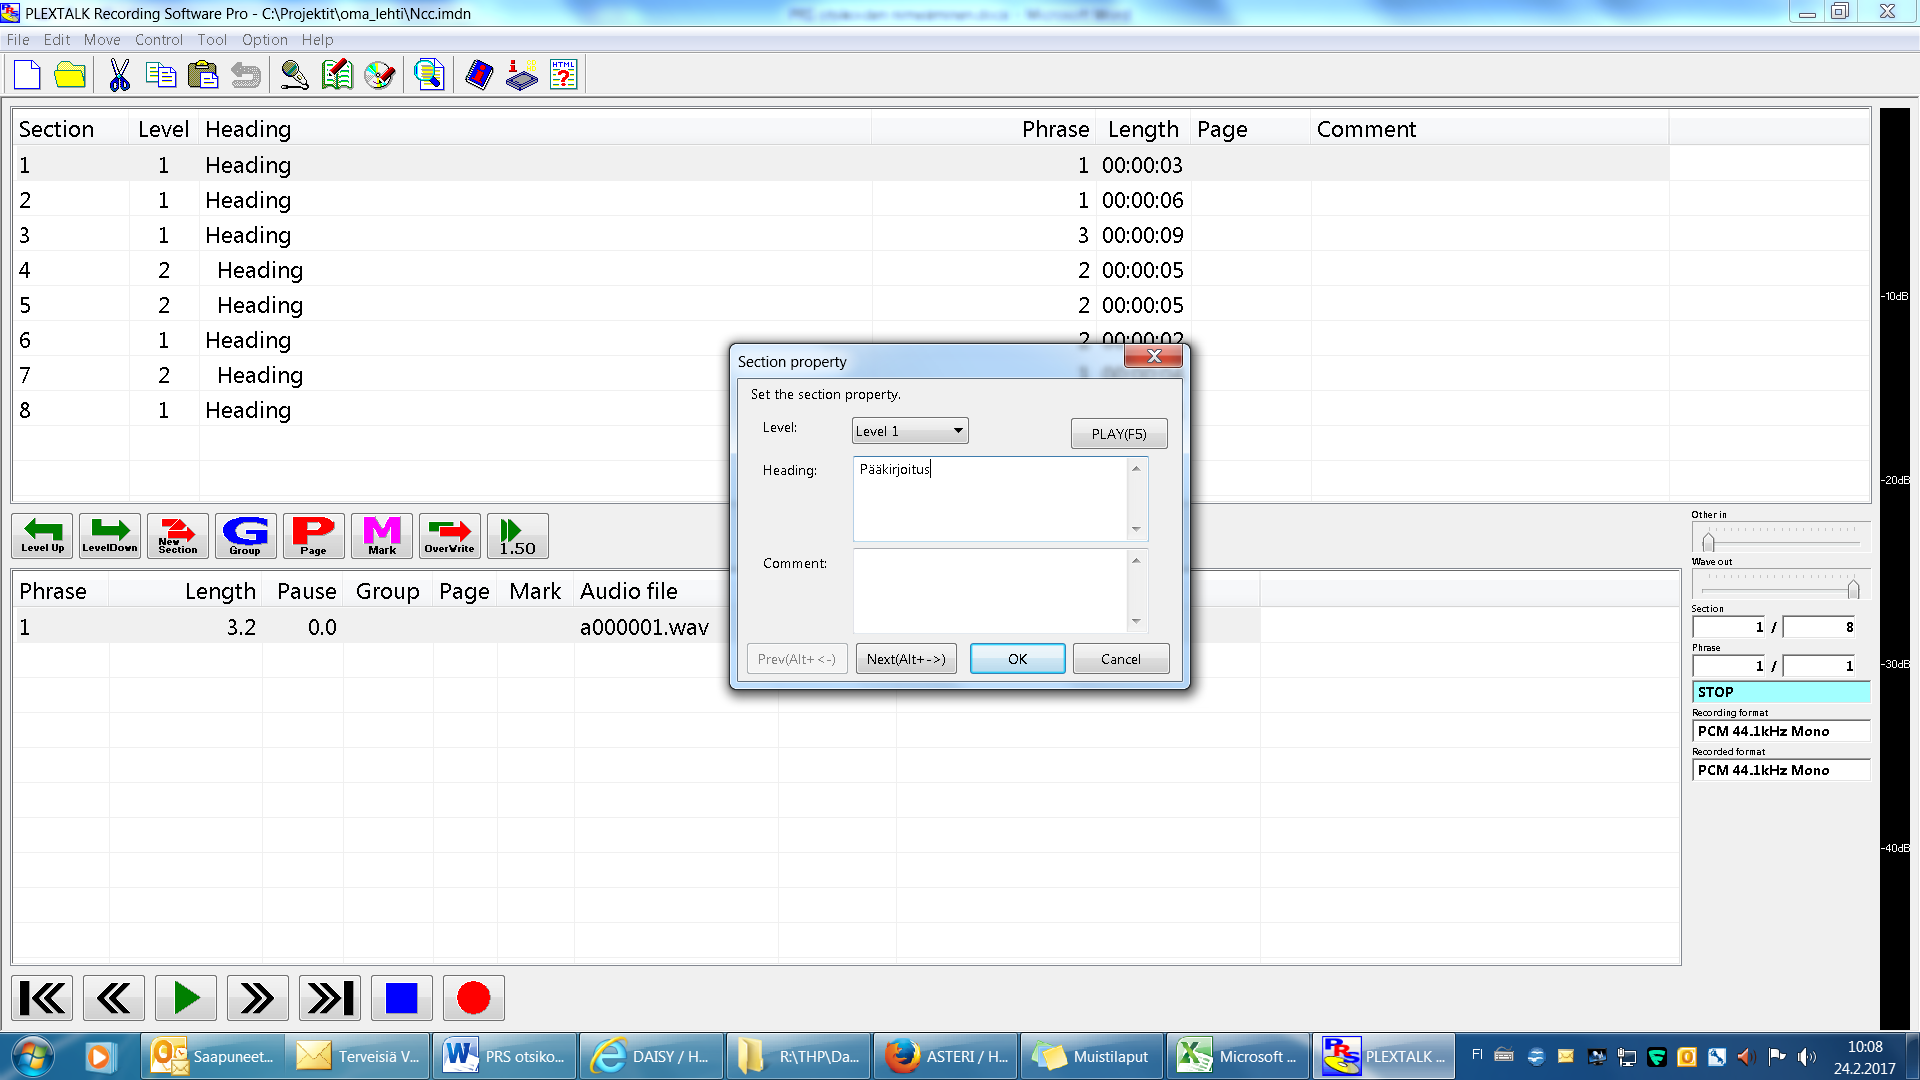 PLEXTALK Recording Software Pro - C:\Projektit\oma_lehti\Ncc.imdn
File Edit Move Control Tool Option Help
HTML
Section Level Heading Phrase Length Page Comment
1 1 Heading 1 00:00:03
2 1 Heading 1 00:00:06
3 1 Heading 3 00:00:09
4 2 Heading 2 00:00:05
5 2 Heading 2 00:00:05
6 1 Heading 2 00:00:02
7 2 Heading
8 1 Heading
-10dB
-20dB
-30dB
-40dB
Section property
Set the section property.
Level: Level 1 PLAY(F5)
Heading: Pääkirjoitus
Comment:
Prev(Alt+<-) Next(Alt+->) OK Cancel
Level Up LevelDown New Section G Group P Page M Mark OverWrite 1.50
Phrase Length Pause Group Page Mark Audio file
1 3.2 0.0 a000001.wav
Other in
Wave out
Section
1 / 8
Phrase
1 / 1
STOP
Recording format
PCM 44.1kHz Mono
Recorded format
PCM 44.1kHz Mono
Saapuneet... Terveisiä V... PRS otsiko... DAISY / H... R:\THP\Da... ASTERI / H... Muistilaput Microsoft ... PLEXTALK ... FI 10:08
24.2.2017